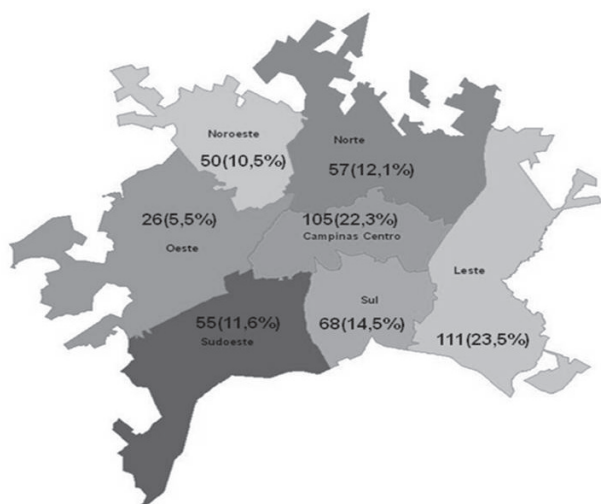 Noroeste
50(10,5%)
Norte
57(12,1%)
26(5,5%)
Oeste
105(22,3%)
Campinas Centro
Leste
111(23,5%)
Sul
68(14,5%)
55(11,6%)
Sudoeste